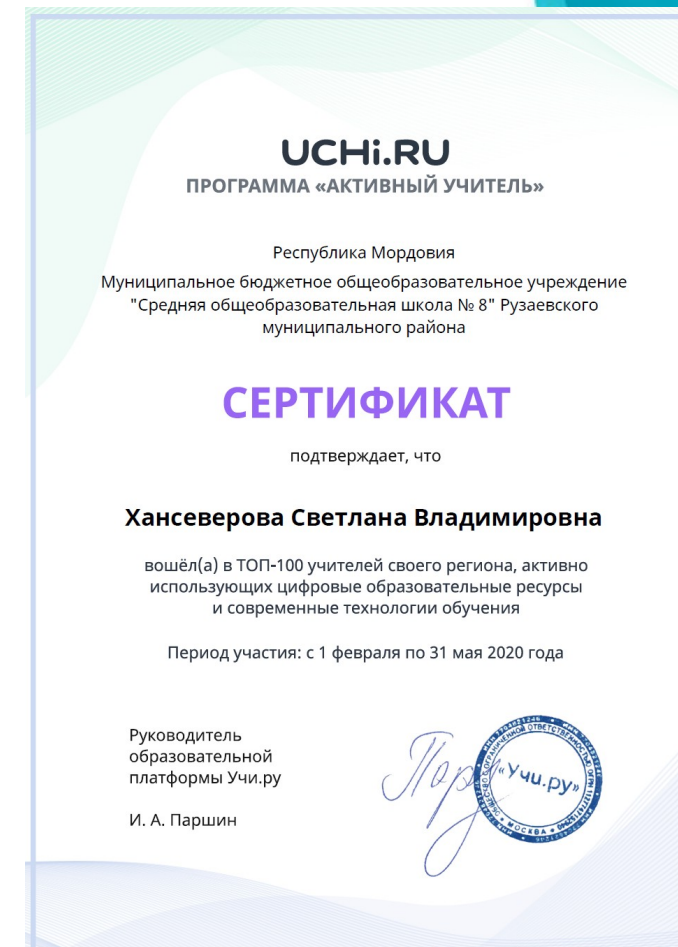 UCHi.RU
ПРОГРАММА «АКТИВНЫЙ УЧИТЕЛЬ»
Республика Мордовия
Муниципальное бюджетное общеобразовательное учреждение
"Средняя общеобразовательная школа № 8" Рузаевского
муниципального района
СЕРТИФИКАТ
подтверждает, что
Хансеверова Светлана Владимировна
вошёл(а) в ТОП-100 учителей своего региона, активно
использующих цифровые образовательные ресурсы
и современные технологии обучения
Период участия: с 1 февраля по 31 мая 2020 года
Руководитель
образовательной
платформы Учи.ру
И. А. Паршин
«Учи.ру»
МОСКВА